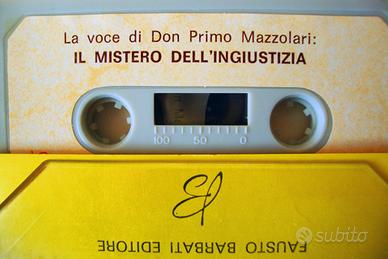 La voce di Don Primo Mazzolari:
IL MISTERO DELL'INGIUSTIZIA
100 50 0
FAUSTO BARBATI EDITORE
subito